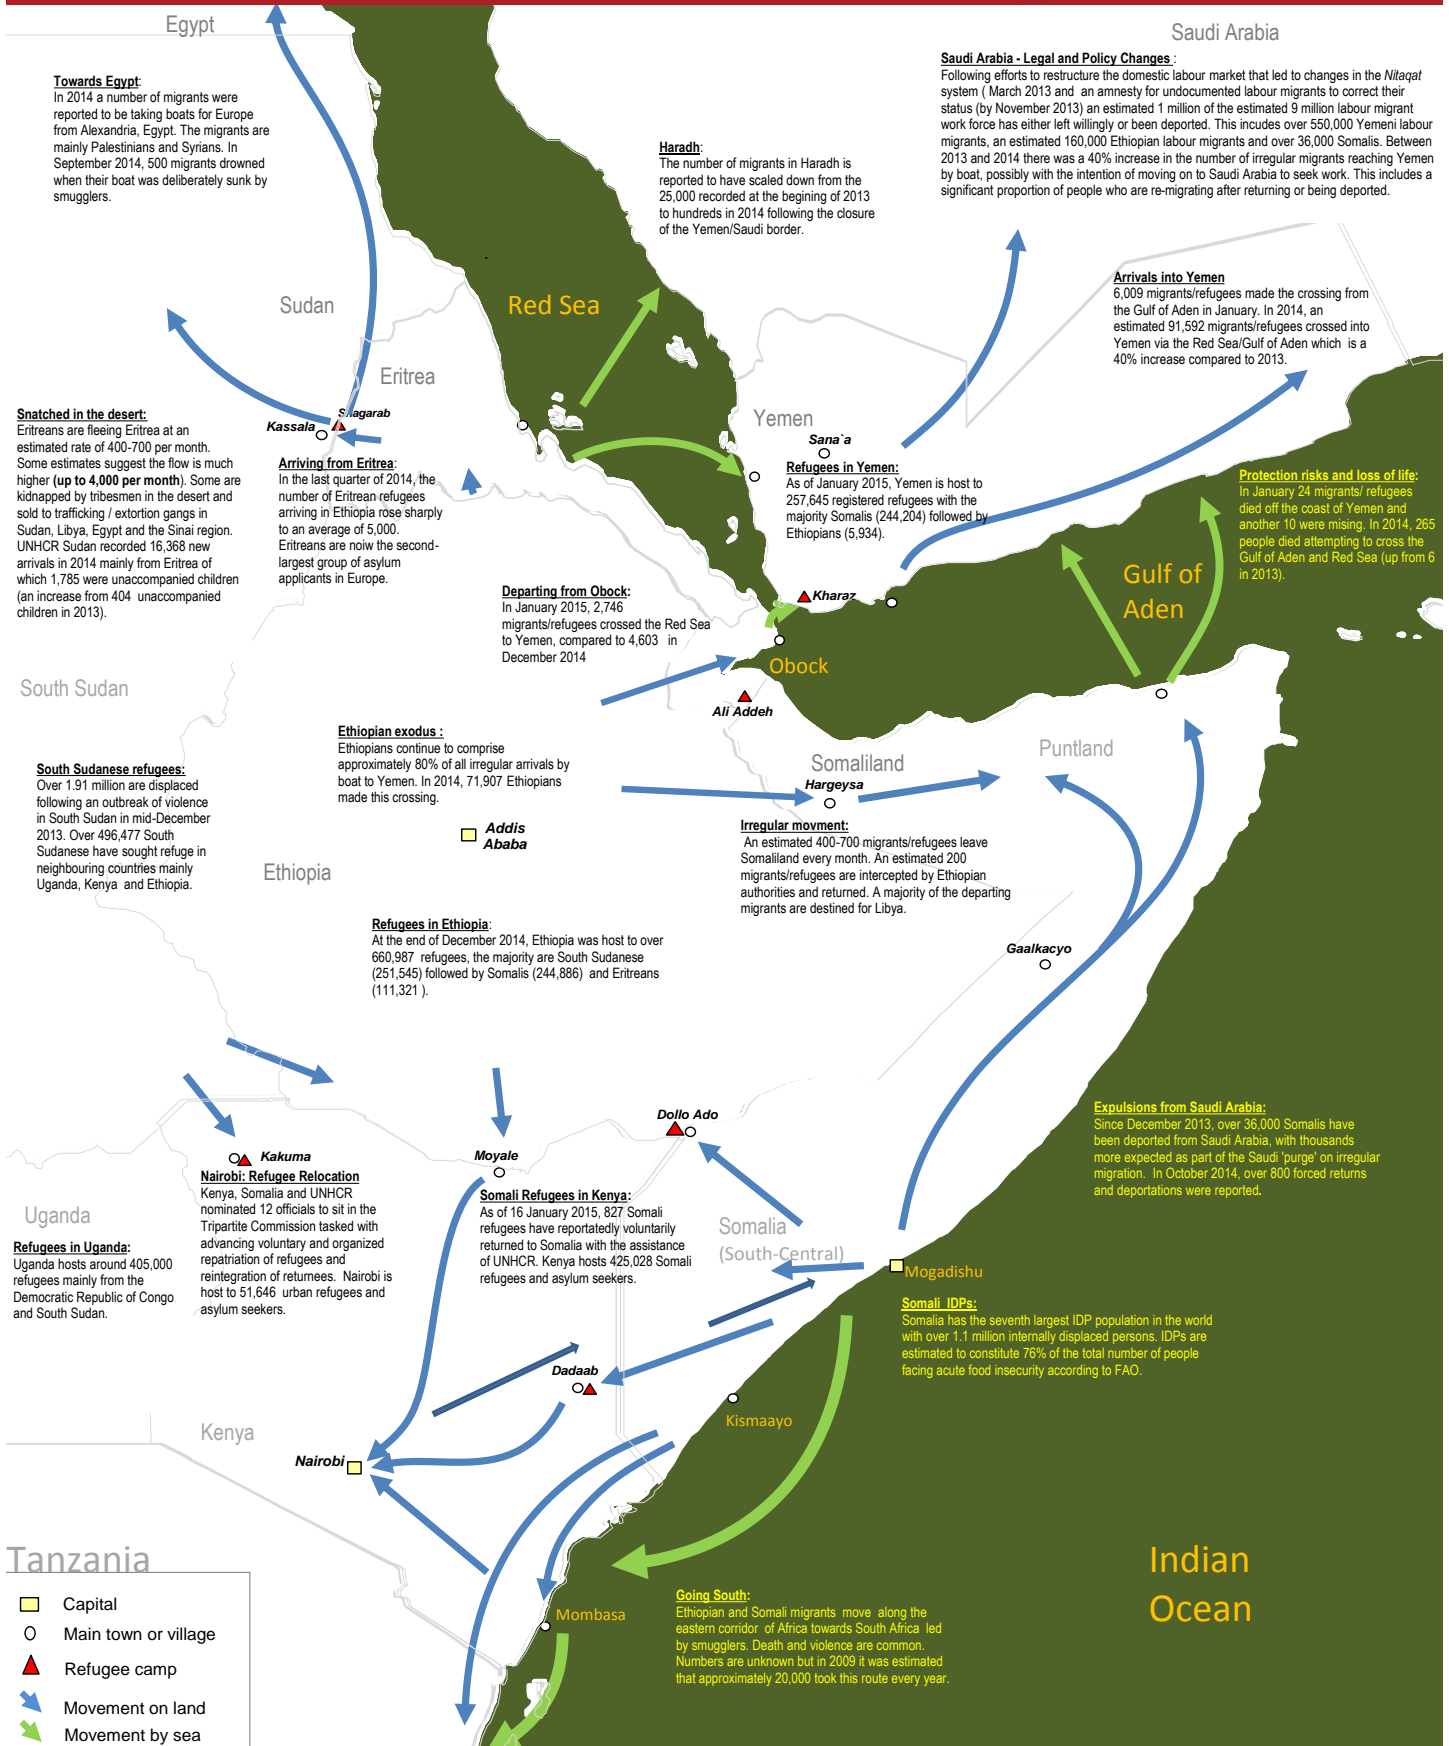 Egypt
Saudi Arabia
Towards Egypt:
In 2014 a number of migrants were
reported to be taking boats for Europe
from Alexandria, Egypt. The migrants are
mainly Palestinians and Syrians. In
September 2014, 500 migrants drowned
when their boat was deliberately sunk by
smugglers.
Saudi Arabia - Legal and Policy Changes :
Following efforts to restructure the domestic labour market that led to changes in the Nitaqat
system ( March 2013 and an amnesty for undocumented labour migrants to correct their
status (by November 2013) an estimated 1 million of the estimated 9 million labour migrant
work force has either left willingly or been deported. This incudes over 550,000 Yemeni labour
migrants, an estimated 160,000 Ethiopian labour migrants and over 36,000 Somalis. Between
2013 and 2014 there was a 40% increase in the number of irregular migrants reaching Yemen
by boat, possibly with the intention of moving on to Saudi Arabia to seek work. This includes a
significant proportion of people who are re-migrating after returning or being deported.
Haradh:
The number of migrants in Haradh is
reported to have scaled down from the
25,000 recorded at the begining of 2013
to hundreds in 2014 following the closure
of the Yemen/Saudi border.
Arrivals into Yemen
6,009 migrants/refugees made the crossing from
the Gulf of Aden in January. In 2014, an
estimated 91,592 migrants/refugees crossed into
Yemen via the Red Sea/Gulf of Aden which is a
40% increase compared to 2013.
Sudan
Red Sea
Eritrea
Yemen
Snatched in the desert:
Eritreans are fleeing Eritrea at an
estimated rate of 400-700 per month.
Some estimates suggest the flow is much
higher (up to 4,000 per month). Some are
kidnapped by tribesmen in the desert and
sold to trafficking / extortion gangs in
Sudan, Libya, Egypt and the Sinai region.
UNHCR Sudan recorded 16,368 new
arrivals in 2014 mainly from Eritrea of
which 1,785 were unaccompanied children
(an increase from 404 unaccompanied
children in 2013).
Shagarab
Kassala
Arriving from Eritrea:
In the last quarter of 2014, the
number of Eritrean refugees
arriving in Ethiopia rose sharply
to an average of 5,000.
Eritreans are noiw the second-
largest group of asylum
applicants in Europe.
Sana`a
Refugees in Yemen:
As of January 2015, Yemen is host to
257,645 registered refugees with the
majority Somalis (244,204) followed by
Ethiopians (5,934).
Protection risks and loss of life:
In January 24 migrants/ refugees
died off the coast of Yemen and
another 10 were mising. In 2014, 265
people died attempting to cross the
Gulf of Aden and Red Sea (up from 6
in 2013).
Gulf of
Aden
Departing from Obock:
In January 2015, 2,746
migrants/refugees crossed the Red Sea
to Yemen, compared to 4,603 in
December 2014
Kharaz
Obock
Ali Addeh
South Sudan
Ethiopian exodus :
Ethiopians continue to comprise
approximately 80% of all irregular arrivals by
boat to Yemen. In 2014, 71,907 Ethiopians
made this crossing.
Somaliland
Puntland
Hargeysa
South Sudanese refugees:
Over 1.91 million are displaced
following an outbreak of violence
in South Sudan in mid-December
2013. Over 496,477 South
Sudanese have sought refuge in
neighbouring countries mainly
Uganda, Kenya and Ethiopia.
Addis
Ababa
Irregular movment:
An estimated 400-700 migrants/refugees leave
Somaliland every month. An estimated 200
migrants/refugees are intercepted by Ethiopian
authorities and returned. A majority of the departing
migrants are destined for Libya.
Ethiopia
Refugees in Ethiopia:
At the end of December 2014, Ethiopia was host to over
660,987 refugees, the majority are South Sudanese
(251,545) followed by Somalis (244,886) and Eritreans
(111,321 ).
Gaalkacyo
Expulsions from Saudi Arabia:
Since December 2013, over 36,000 Somalis have
been deported from Saudi Arabia, with thousands
more expected as part of the Saudi 'purge' on irregular
migration. In October 2014, over 800 forced returns
and deportations were reported.
Dollo Ado
Moyale
Kakuma
Nairobi: Refugee Relocation
Kenya, Somalia and UNHCR
nominated 12 officials to sit in the
Tripartite Commission tasked with
advancing voluntary and organized
repatriation of refugees and
reintegration of returnees. Nairobi is
host to 51,646 urban refugees and
asylum seekers.
Somali Refugees in Kenya:
As of 16 January 2015, 827 Somali
refugees have reportatedly voluntarily
returned to Somalia with the assistance
of UNHCR. Kenya hosts 425,028 Somali
refugees and asylum seekers.
Uganda
Refugees in Uganda:
Uganda hosts around 405,000
refugees mainly from the
Democratic Republic of Congo
and South Sudan.
Somalia
(South-Central)
Mogadishu
Somali IDPs:
Somalia has the seventh largest IDP population in the world
with over 1.1 million internally displaced persons. IDPs are
estimated to constitute 76% of the total number of people
facing acute food insecurity according to FAO.
Dadaab
Kismaayo
Kenya
Nairobi
Tanzania
Indian
Ocean
Mombasa
Going South:
Ethiopian and Somali migrants move along the
eastern corridor of Africa towards South Africa led
by smugglers. Death and violence are common.
Numbers are unknown but in 2009 it was estimated
that approximately 20,000 took this route every year.
Capital
Main town or village
Refugee camp
Movement on land
Movement by sea